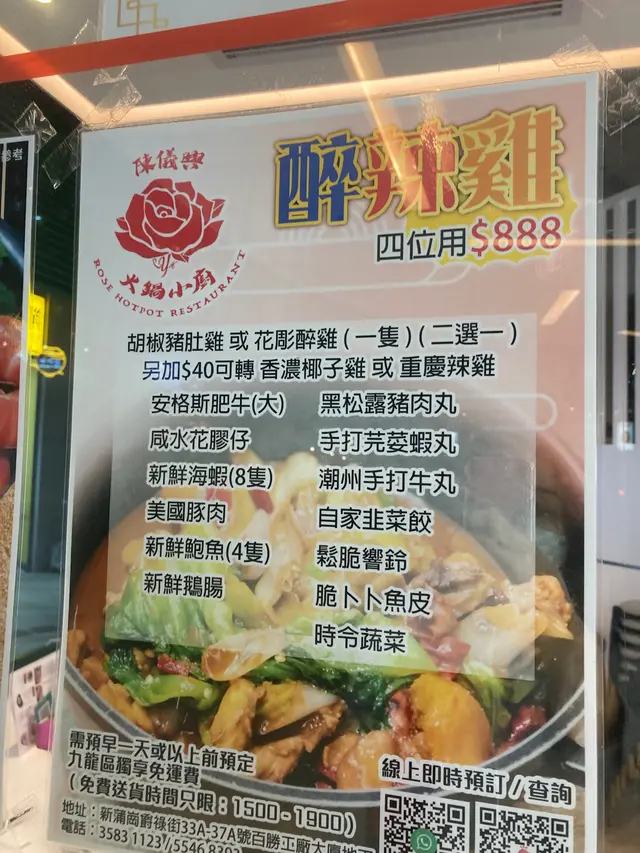 參考
陳儀興
火鍋小廚
ROSE HOTPOT RESTAURANT
醉辣雞
四位用$888
胡椒豬肚雞 或 花彫醉雞 ( 一隻 ) ( 二選一 )
另加$40可轉 香濃椰子雞 或 重慶辣雞
安格斯肥牛(大)
咸水花膠仔
新鮮海蝦(8隻)
美國豚肉
新鮮鮑魚(4隻)
新鮮鵝腸
黑松露豬肉丸
手打芫荽蝦丸
潮州手打牛丸
自家韭菜餃
鬆脆響鈴
脆卜卜魚皮
時令蔬菜
需預早一天或以上前預定
九龍區獨享免運費
( 免費送貨時間只限 : 1500 - 1900 )
地址 : 新蒲崗爵祿街33A-37A號百勝工廠大廈地下
電話 : 3583 1123 / 5546 8302
線上即時預訂 / 查詢